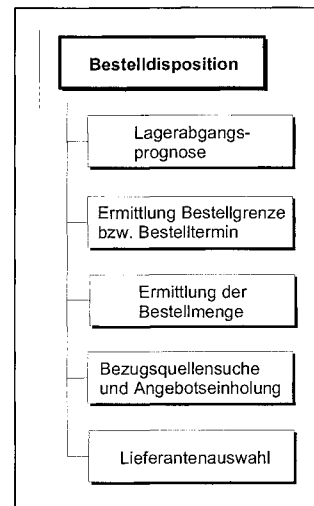 Bestelldisposition
Lagerabgangs-
prognose
Ermittlung Bestellgrenze
bzw. Bestelltermin
Ermittlung der
Bestellmenge
Bezugsquellensuche
und Angebotseinholung
Lieferantenauswahl